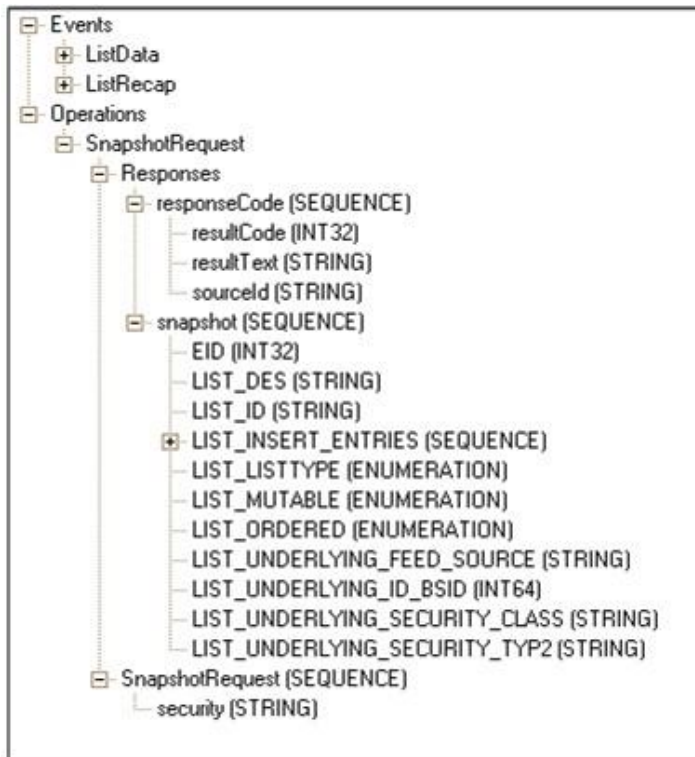 Events
ListData
ListRecap
Operations
SnapshotRequest
Responses
responseCode (SEQUENCE)
resultCode (INT32)
resultText (STRING)
sourceId (STRING)
snapshot (SEQUENCE)
EID (INT32)
LIST_DES (STRING)
LIST_ID (STRING)
LIST_INSERT_ENTRIES (SEQUENCE)
LIST_LISTTYPE (ENUMERATION)
LIST_MUTABLE (ENUMERATION)
LIST_ORDERED (ENUMERATION)
LIST_UNDERLYING_FEED_SOURCE (STRING)
LIST_UNDERLYING_ID_BSID (INT64)
LIST_UNDERLYING_SECURITY_CLASS (STRING)
LIST_UNDERLYING_SECURITY_TYP2 (STRING)
SnapshotRequest (SEQUENCE)
security (STRING)